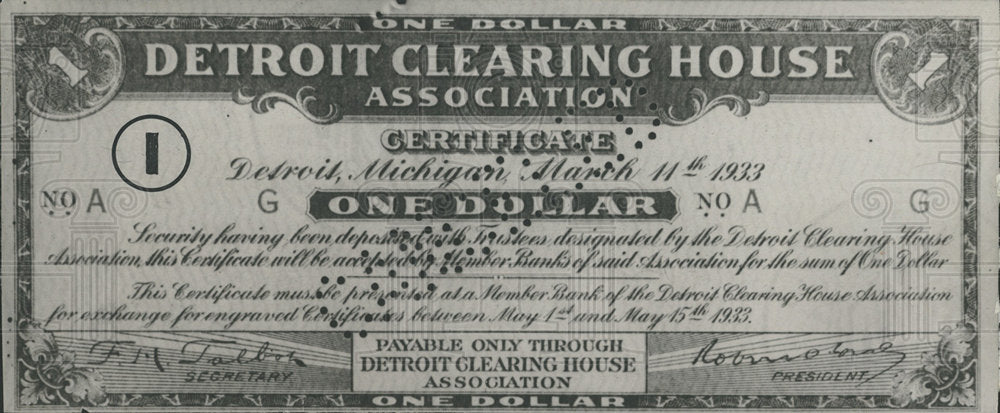 ONE DOLLAR
1 DETROIT CLEARING HOUSE 1
ASSOCIATION
CERTIFICATE
1
Detroit, Michigan, March 11th 1933
NO A G ONE DOLLAR NO A G
Security having been deposited with Trustees designated by the Detroit Clearing House
Association, this Certificate will be accepted by Member Banks of said Association for the sum of One Dollar
This Certificate must be presented at a Member Bank of the Detroit Clearing House Association
for exchange for engraved Certificates between May 1st and May 15th 1933.
F. H. Talbot
SECRETARY
PAYABLE ONLY THROUGH
DETROIT CLEARING HOUSE
ASSOCIATION
PRESIDENT
ONE DOLLAR